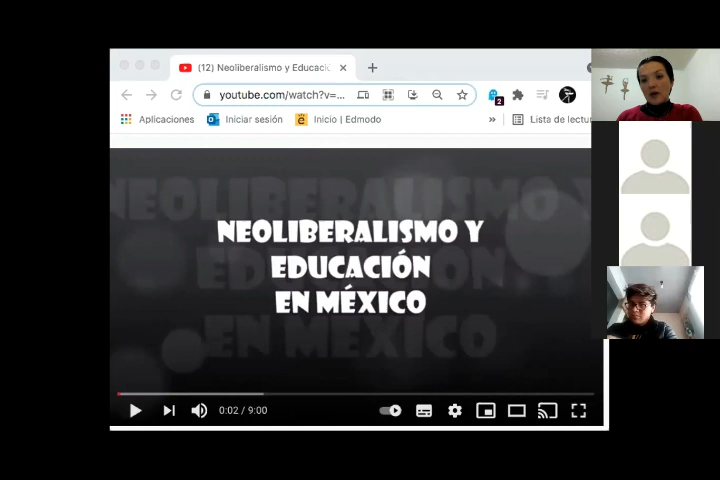 (12) Neoliberalismo y Educació
youtube.com/watch?v=...
2
Aplicaciones
Iniciar sesión
Inicio | Edmodo
»
Lista de lectur
NEOLIBERALISMO Y
EDUCACIÓN
EN MÉXICO
0:02 / 9:00